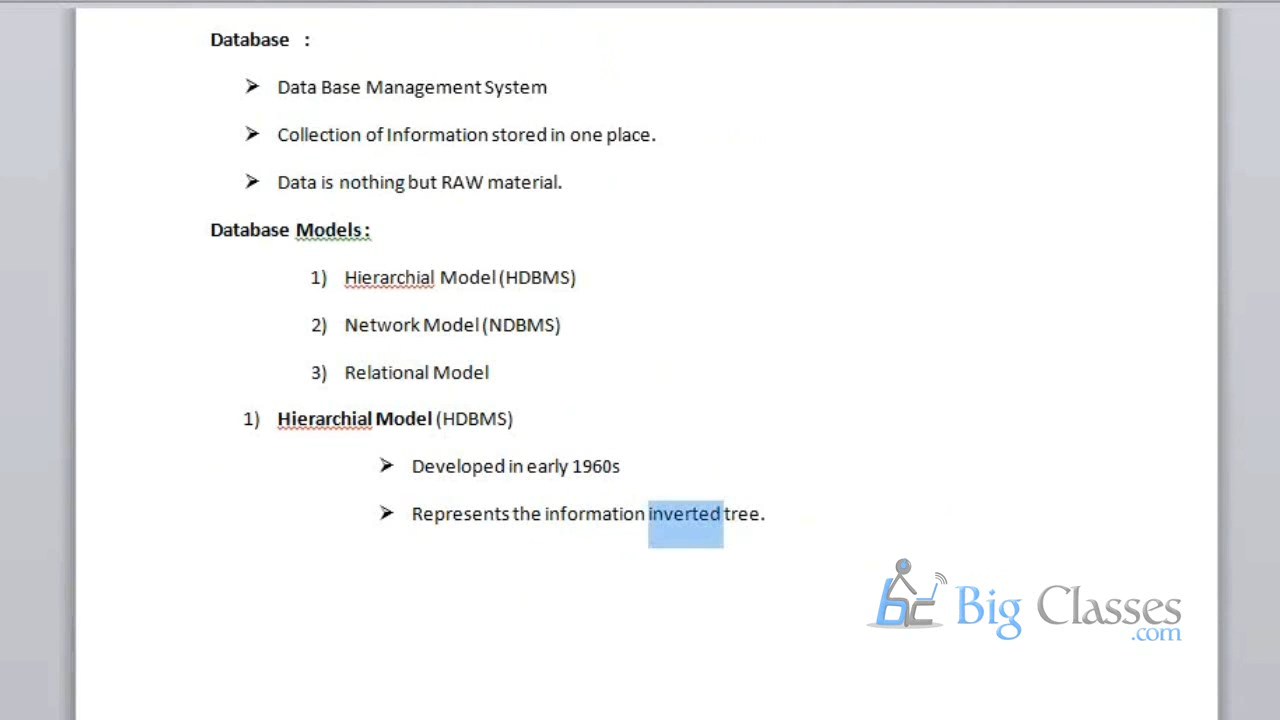 Database :
➢ Data Base Management System
➢ Collection of Information stored in one place.
➢ Data is nothing but RAW material.
Database Models :
1) Hierarchial Model (HDBMS)
2) Network Model (NDBMS)
3) Relational Model
1) Hierarchial Model (HDBMS)
➢ Developed in early 1960s
➢ Represents the information inverted tree.
bc Big Classes
.com